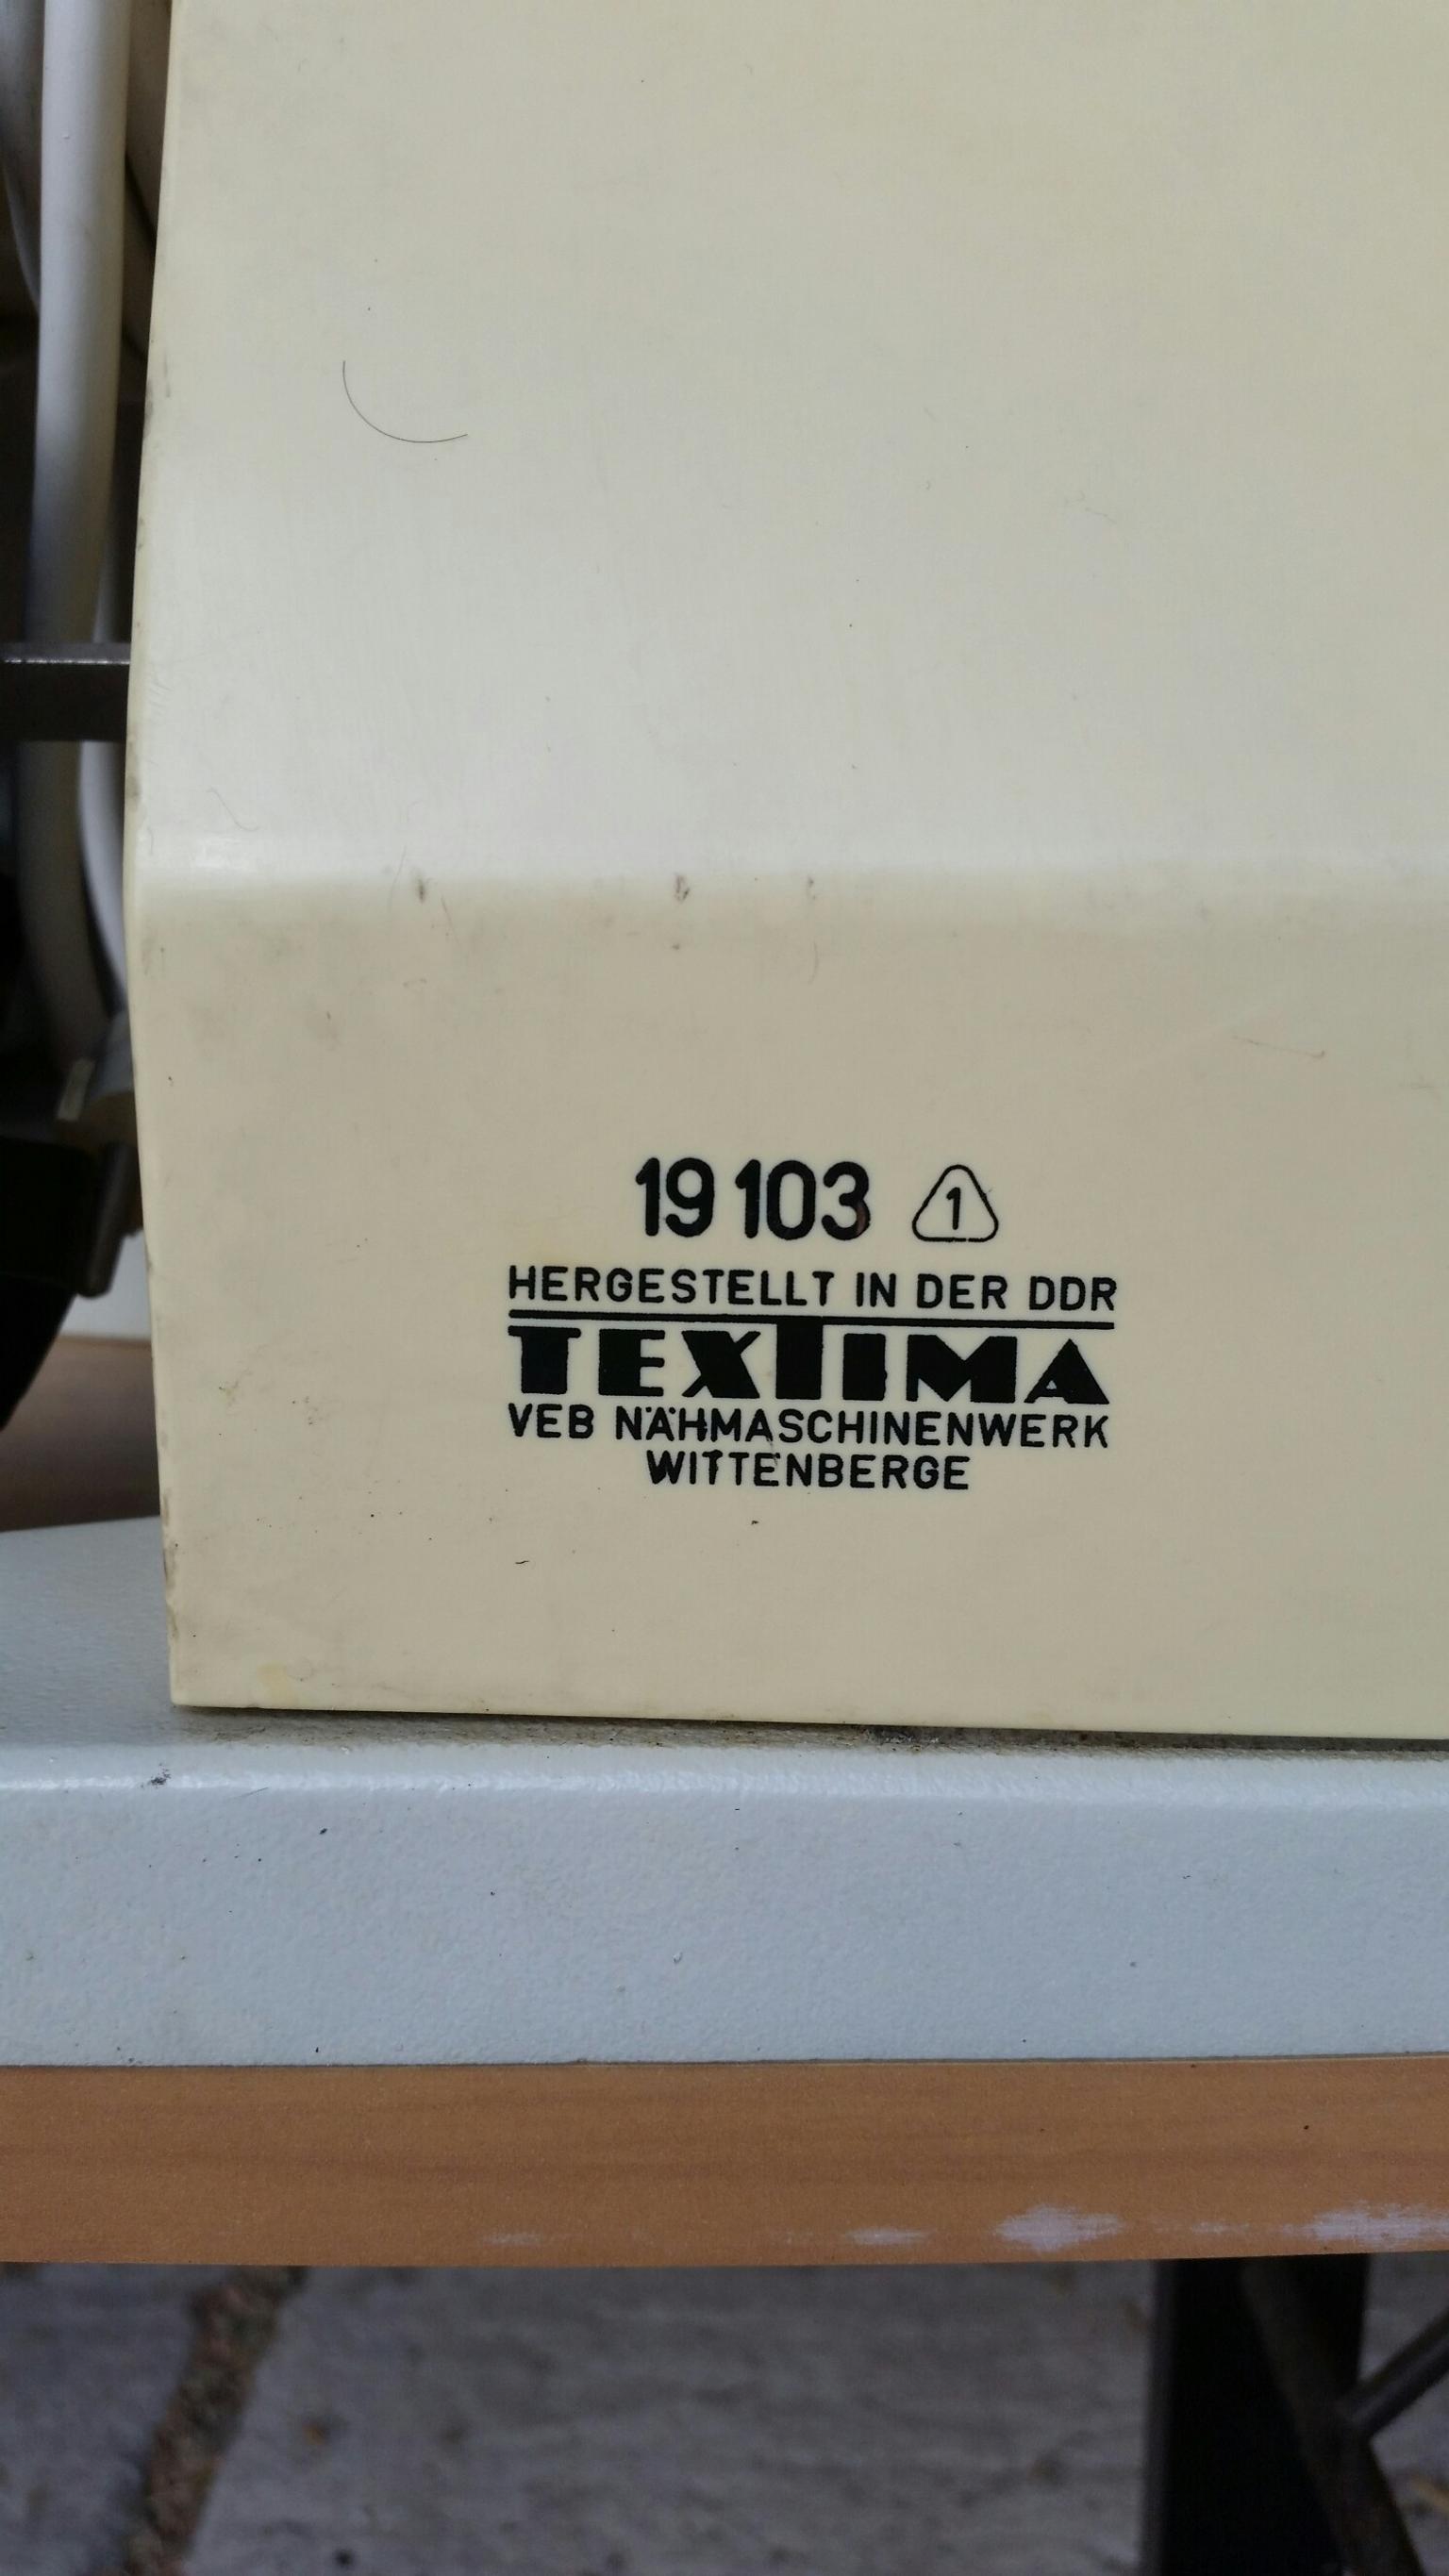 19 103 1
HERGESTELLT IN DER DDR
TEXTIMA
VEB NÄHMASCHINENWERK
WITTENBERGE